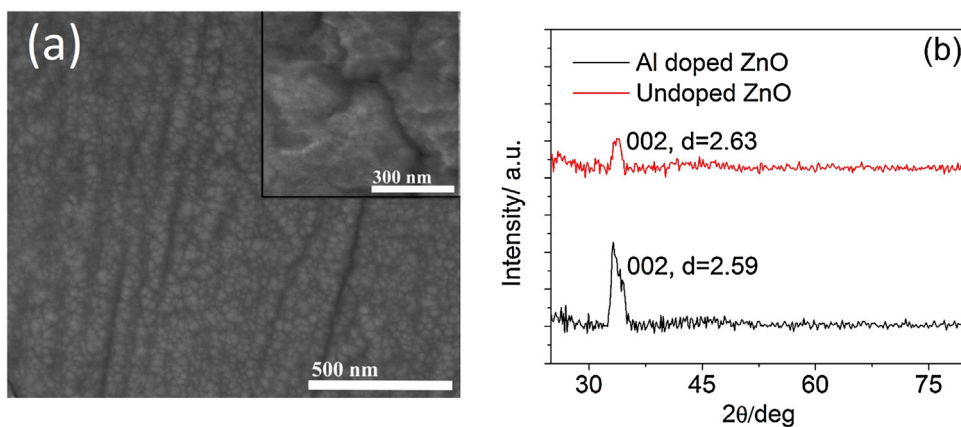 (a)
300 nm
500 nm
(b)
Al doped ZnO
Undoped ZnO
002, d=2.63
002, d=2.59
Intensity/ a.u.
30 45 60 75
2θ/deg